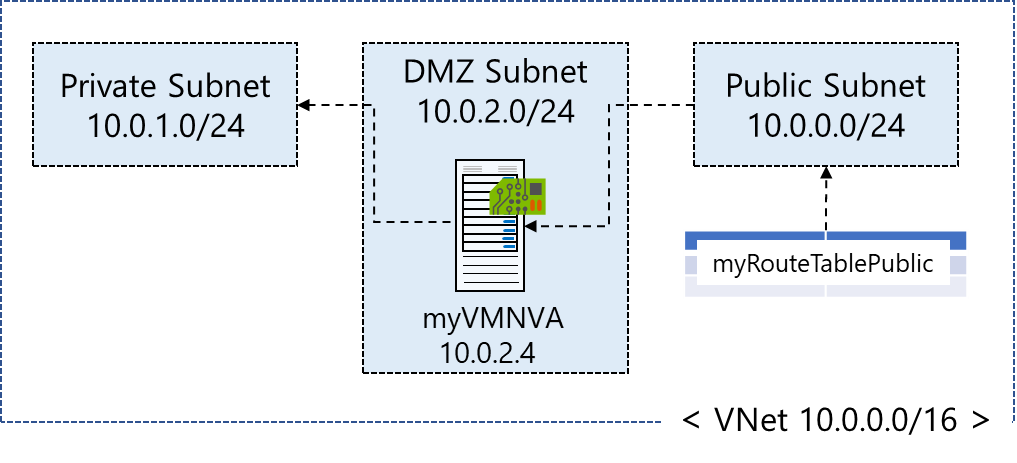 Private Subnet
10.0.1.0/24
DMZ Subnet
10.0.2.0/24
Public Subnet
10.0.0.0/24
myRouteTablePublic
myVMNVA
10.0.2.4
< VNet 10.0.0.0/16 >